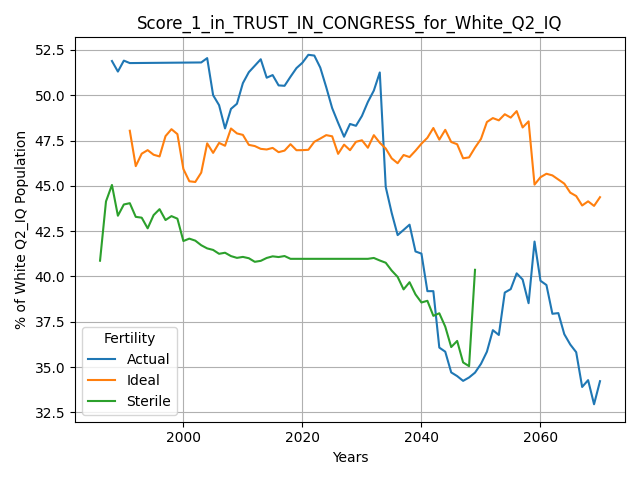 Score_1_in_TRUST_IN_CONGRESS_for_White_Q2_IQ
% of White Q2_IQ Population
52.5
50.0
47.5
45.0
42.5
40.0
37.5
35.0
32.5
Fertility
Actual
Ideal
Sterile
2000
2020
2040
2060
Years